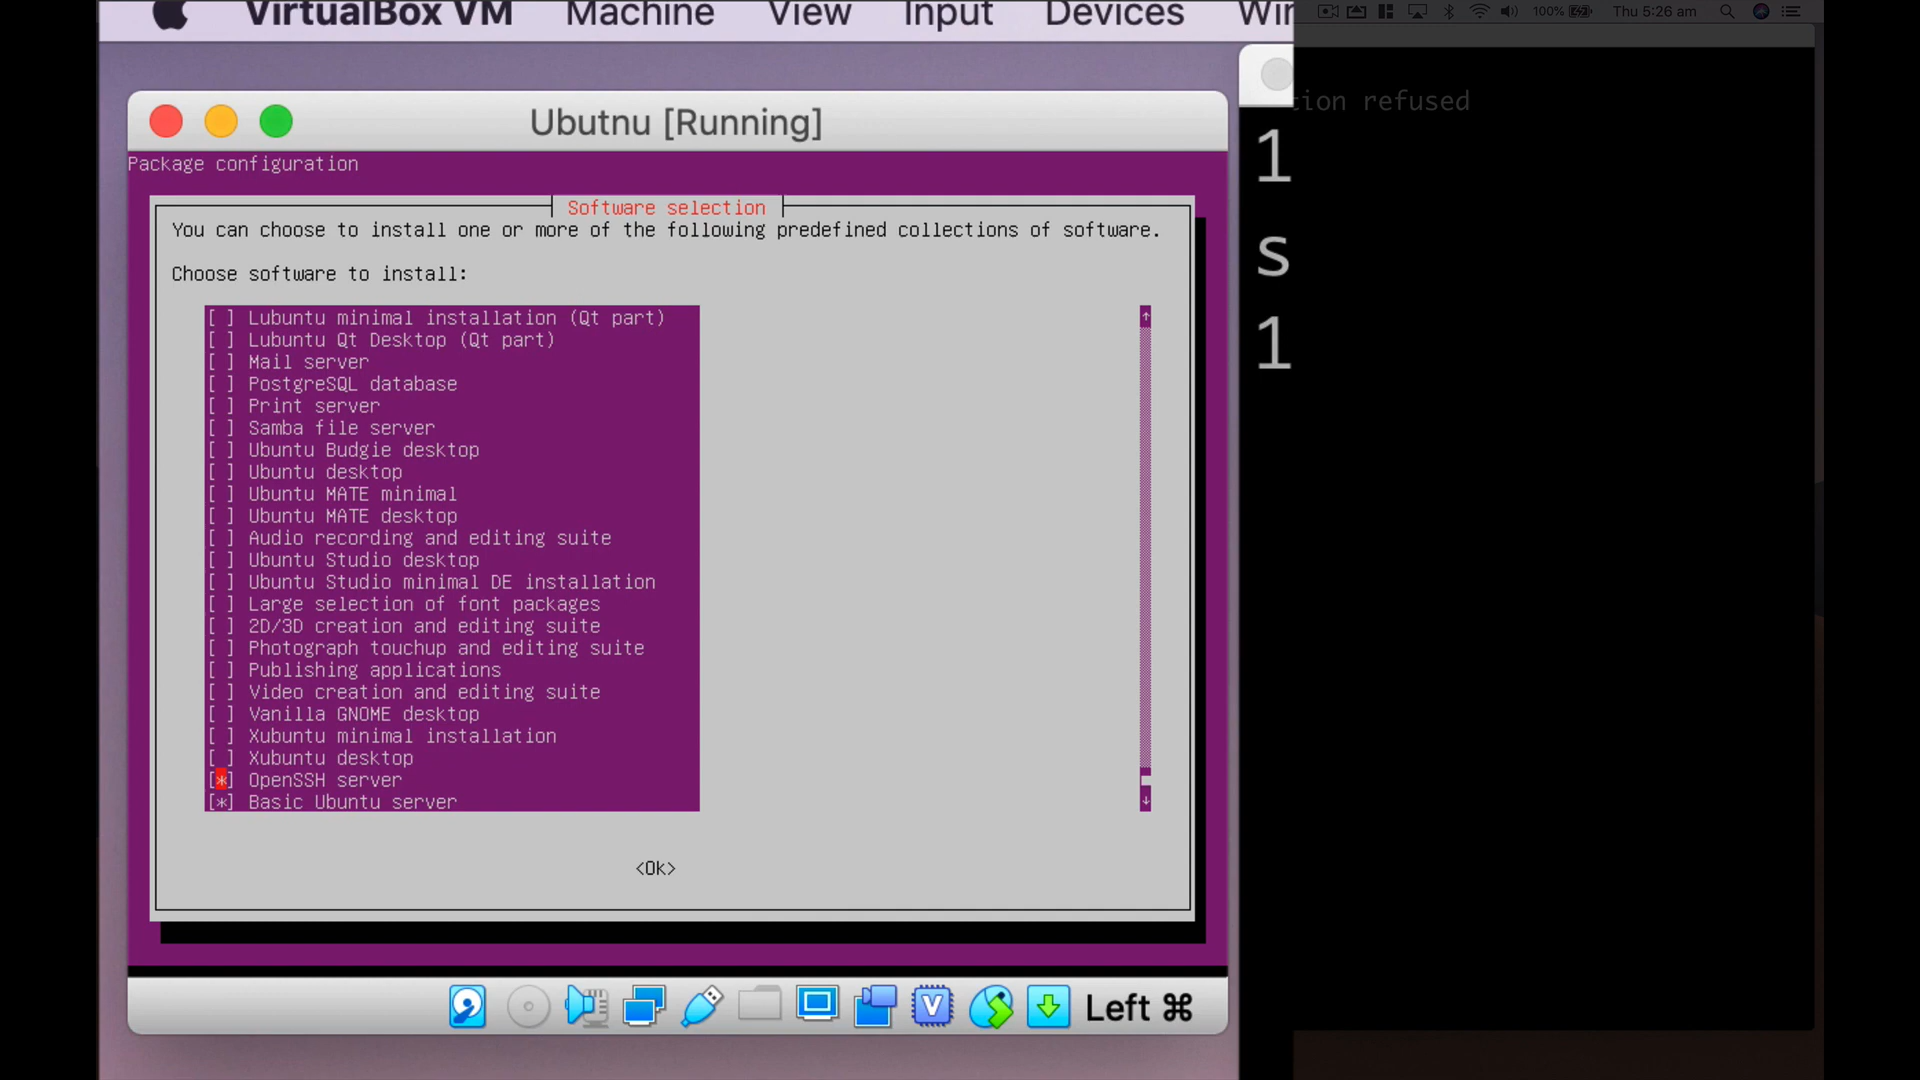 VirtualBox VM Machine View Input Devices
100% Thu 5:26 am
Ubutnu [Running]
Package configuration
Software selection
You can choose to install one or more of the following predefined collections of software.
Choose software to install:
[ ] Lubuntu minimal installation (Qt part)
[ ] Lubuntu Qt Desktop (Qt part)
[ ] Mail server
[ ] PostgreSQL database
[ ] Print server
[ ] Samba file server
[ ] Ubuntu Budgie desktop
[ ] Ubuntu desktop
[ ] Ubuntu MATE minimal
[ ] Ubuntu MATE desktop
[ ] Audio recording and editing suite
[ ] Ubuntu Studio desktop
[ ] Ubuntu Studio minimal DE installation
[ ] Large selection of font packages
[ ] 2D/3D creation and editing suite
[ ] Photograph touchup and editing suite
[ ] Publishing applications
[ ] Video creation and editing suite
[ ] Vanilla GNOME desktop
[ ] Xubuntu minimal installation
[ ] Xubuntu desktop
[*] OpenSSH server
[*] Basic Ubuntu server
<Ok>
Left ⌘
tion refused
1
s
1